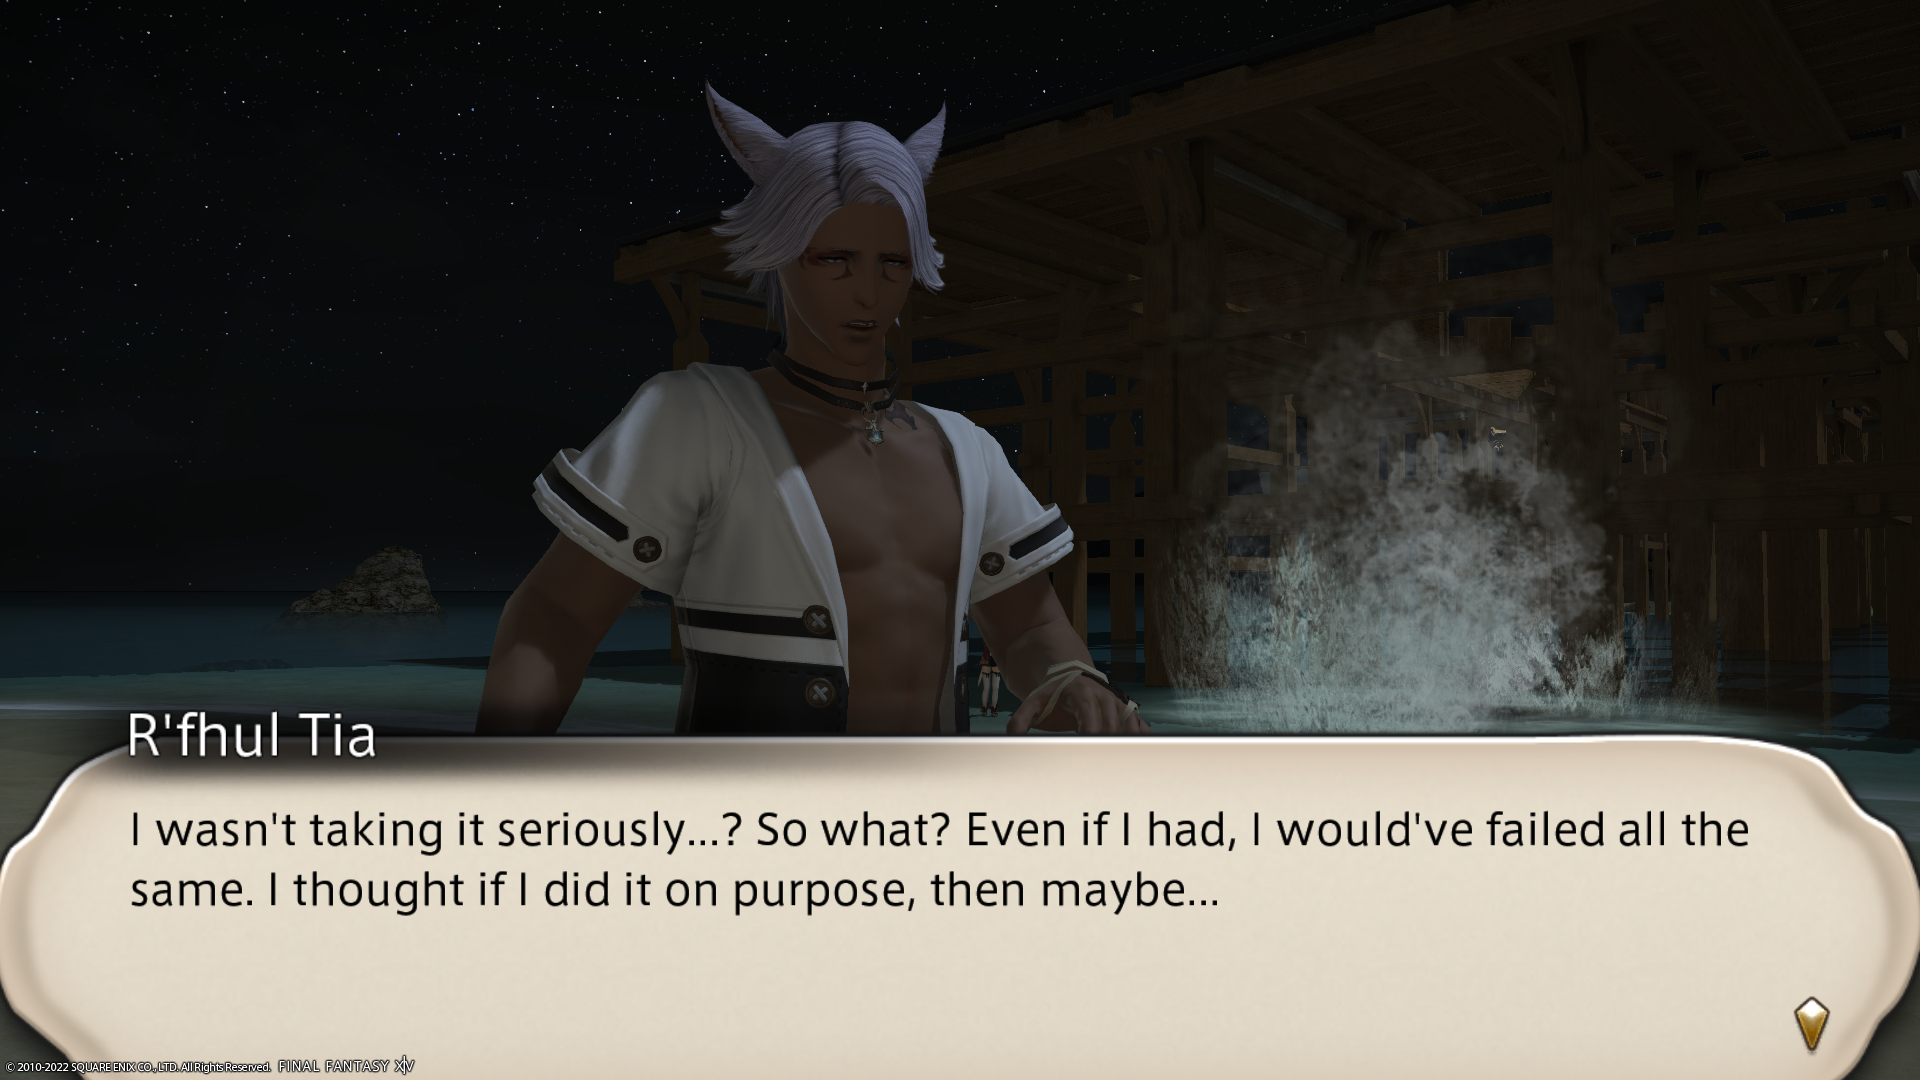 R'fhul Tia
I wasn't taking it seriously...? So what? Even if I had, I would've failed all the
same. I thought if I did it on purpose, then maybe...
© 2010-2022 SQUARE ENIX CO., LTD. All Rights Reserved. FINAL FANTASY XIV